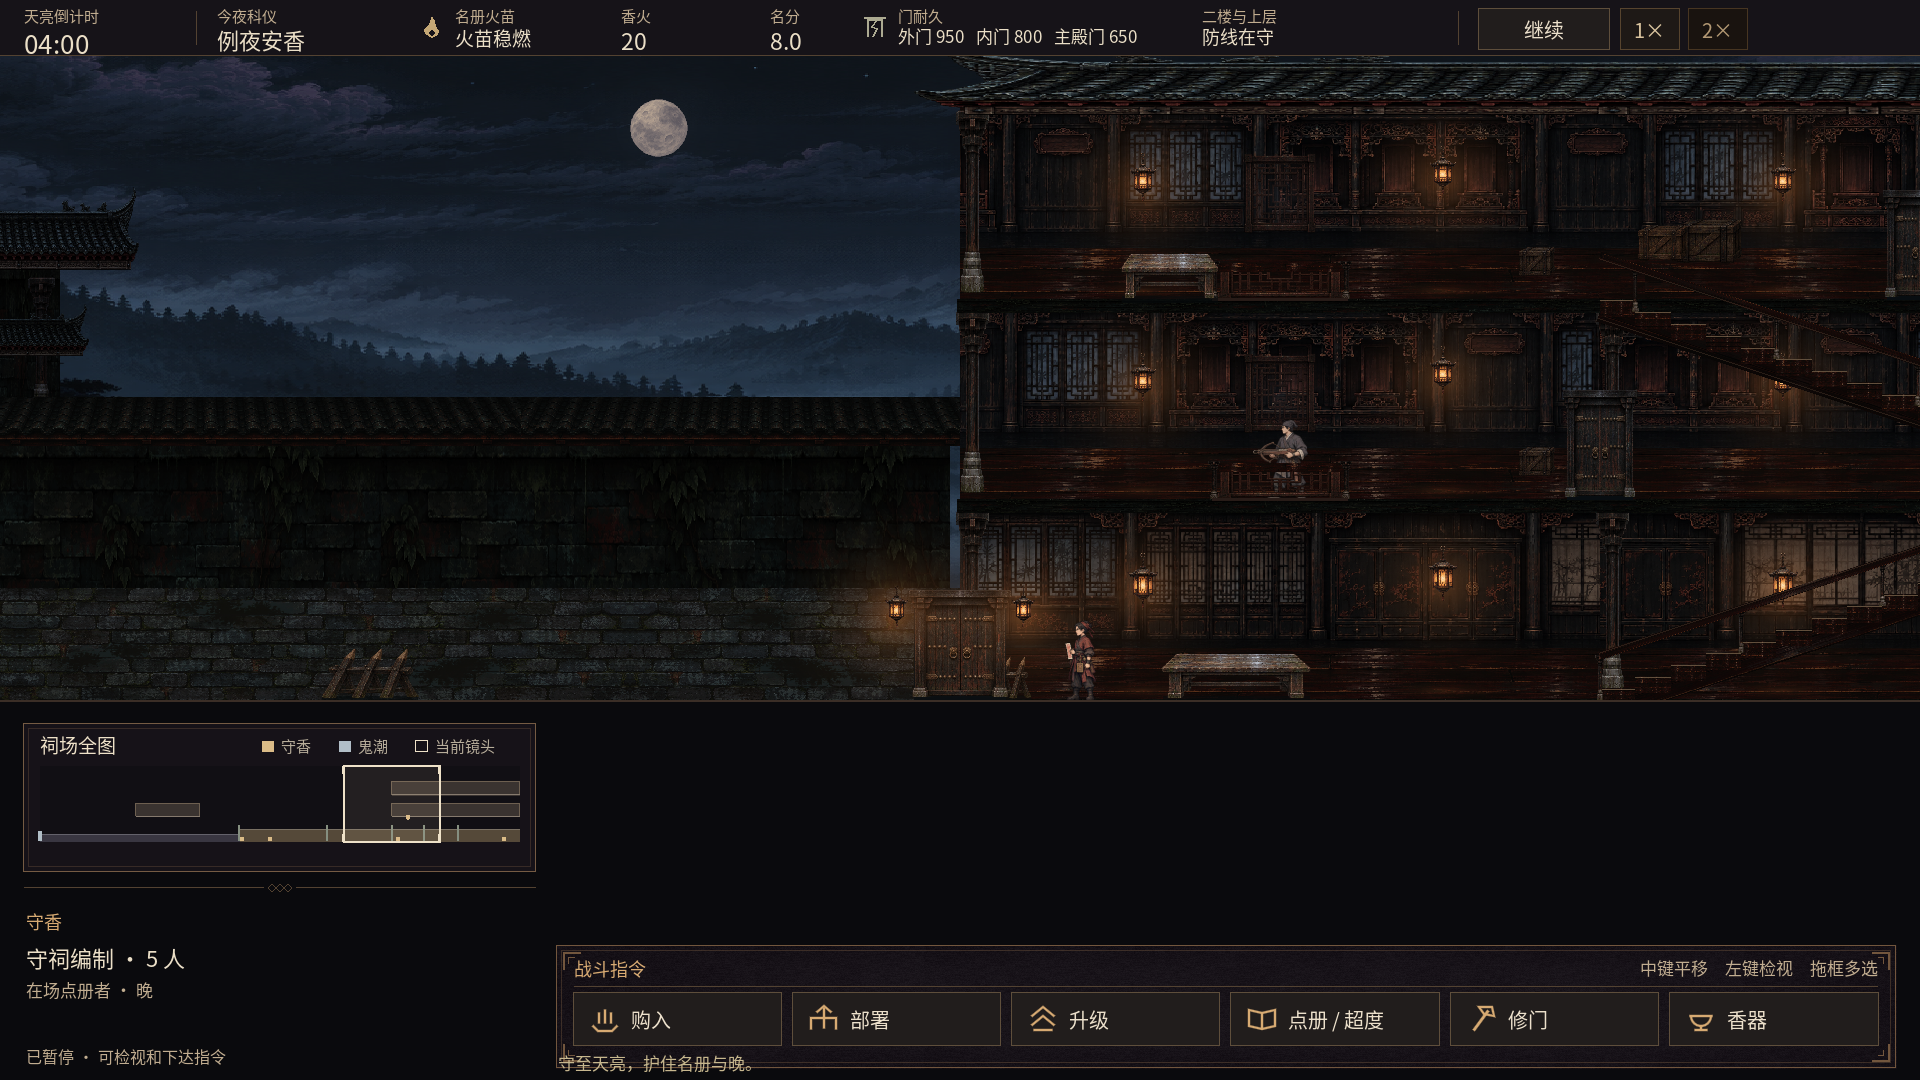 天亮倒计时
04:00
今夜科仪
例夜安香
名册火苗
火苗稳燃
香火
20
名分
8.0
门耐久
外门 950 内门 800 主殿门 650
二楼与上层
防线在守
继续
1×
2×
祠场全图
守香
鬼潮
当前镜头
守香
守祠编制 · 5 人
在场点册者 · 晚
已暂停 · 可检视和下达指令
战斗指令
中键平移 左键检视 拖框多选
购入
部署
升级
点册 / 超度
修门
香器
守至天亮，护住名册与晚。